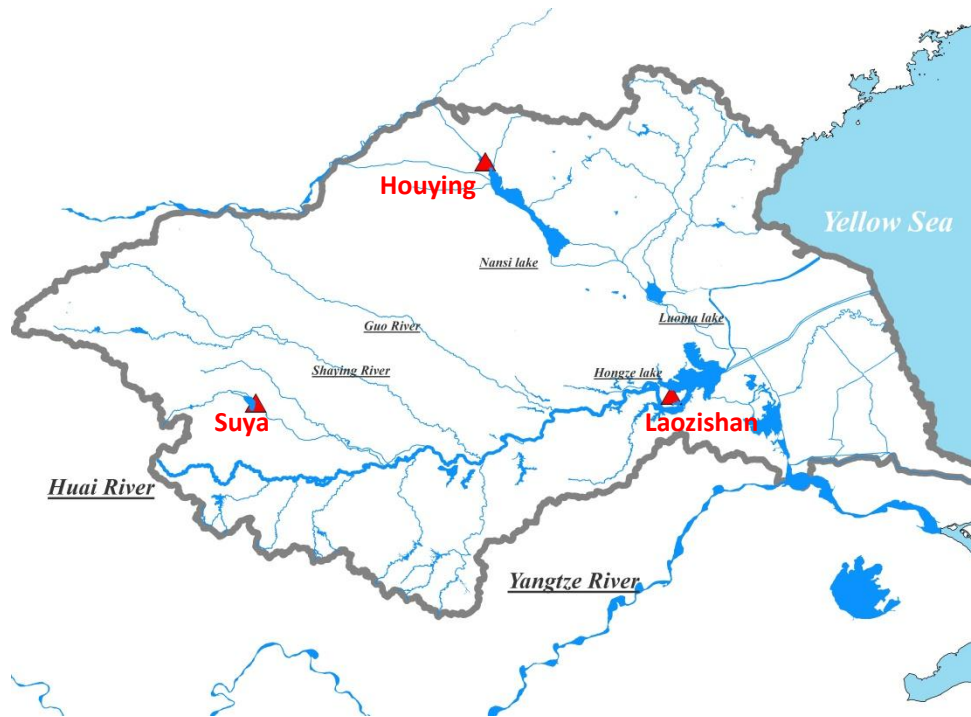 Houying
Yellow Sea
Nansi lake
Luoma lake
Guo River
Shaying River
Hongze lake
Suya
Laozishan
Huai River
Yangtze River